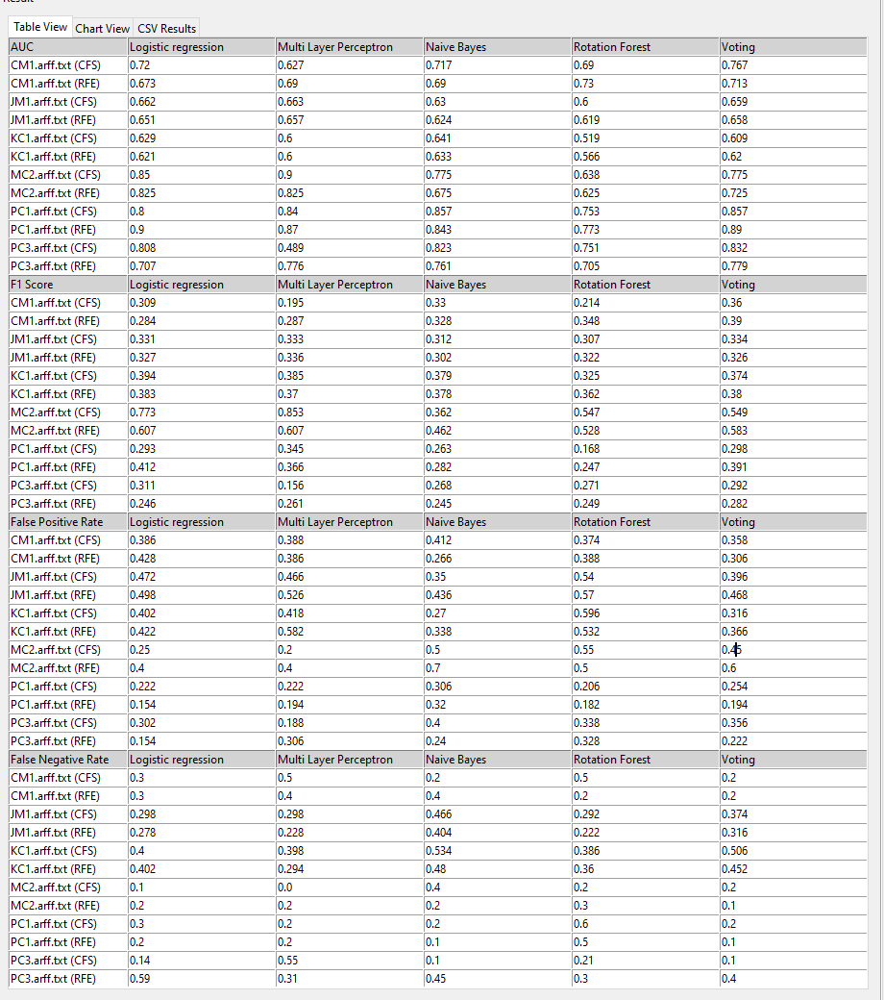 Result
Table View Chart View CSV Results
AUC Logistic regression Multi Layer Perceptron Naive Bayes Rotation Forest Voting
CM1.arff.txt (CFS) 0.72 0.627 0.717 0.69 0.767
CM1.arff.txt (RFE) 0.673 0.69 0.69 0.73 0.713
JM1.arff.txt (CFS) 0.662 0.663 0.63 0.6 0.659
JM1.arff.txt (RFE) 0.651 0.657 0.624 0.619 0.658
KC1.arff.txt (CFS) 0.629 0.6 0.641 0.519 0.609
KC1.arff.txt (RFE) 0.621 0.6 0.633 0.566 0.62
MC2.arff.txt (CFS) 0.85 0.9 0.775 0.638 0.775
MC2.arff.txt (RFE) 0.825 0.825 0.675 0.625 0.725
PC1.arff.txt (CFS) 0.8 0.84 0.857 0.753 0.857
PC1.arff.txt (RFE) 0.9 0.87 0.843 0.773 0.89
PC3.arff.txt (CFS) 0.808 0.489 0.823 0.751 0.832
PC3.arff.txt (RFE) 0.707 0.776 0.761 0.705 0.779
F1 Score Logistic regression Multi Layer Perceptron Naive Bayes Rotation Forest Voting
CM1.arff.txt (CFS) 0.309 0.195 0.33 0.214 0.36
CM1.arff.txt (RFE) 0.284 0.287 0.328 0.348 0.39
JM1.arff.txt (CFS) 0.331 0.333 0.312 0.307 0.334
JM1.arff.txt (RFE) 0.327 0.336 0.302 0.322 0.326
KC1.arff.txt (CFS) 0.394 0.385 0.379 0.325 0.374
KC1.arff.txt (RFE) 0.383 0.37 0.378 0.362 0.38
MC2.arff.txt (CFS) 0.773 0.853 0.362 0.547 0.549
MC2.arff.txt (RFE) 0.607 0.607 0.462 0.528 0.583
PC1.arff.txt (CFS) 0.293 0.345 0.263 0.168 0.298
PC1.arff.txt (RFE) 0.412 0.366 0.282 0.247 0.391
PC3.arff.txt (CFS) 0.311 0.156 0.268 0.271 0.292
PC3.arff.txt (RFE) 0.246 0.261 0.245 0.249 0.282
False Positive Rate Logistic regression Multi Layer Perceptron Naive Bayes Rotation Forest Voting
CM1.arff.txt (CFS) 0.386 0.388 0.412 0.374 0.358
CM1.arff.txt (RFE) 0.428 0.386 0.266 0.388 0.306
JM1.arff.txt (CFS) 0.472 0.466 0.35 0.54 0.396
JM1.arff.txt (RFE) 0.498 0.526 0.436 0.57 0.468
KC1.arff.txt (CFS) 0.402 0.418 0.27 0.596 0.316
KC1.arff.txt (RFE) 0.422 0.582 0.338 0.532 0.366
MC2.arff.txt (CFS) 0.25 0.2 0.5 0.55 0.45
MC2.arff.txt (RFE) 0.4 0.4 0.7 0.5 0.6
PC1.arff.txt (CFS) 0.222 0.222 0.306 0.206 0.254
PC1.arff.txt (RFE) 0.154 0.194 0.32 0.182 0.194
PC3.arff.txt (CFS) 0.302 0.188 0.4 0.338 0.356
PC3.arff.txt (RFE) 0.154 0.306 0.24 0.328 0.222
False Negative Rate Logistic regression Multi Layer Perceptron Naive Bayes Rotation Forest Voting
CM1.arff.txt (CFS) 0.3 0.5 0.2 0.5 0.2
CM1.arff.txt (RFE) 0.3 0.4 0.4 0.2 0.2
JM1.arff.txt (CFS) 0.298 0.298 0.466 0.292 0.374
JM1.arff.txt (RFE) 0.278 0.228 0.404 0.222 0.316
KC1.arff.txt (CFS) 0.4 0.398 0.534 0.386 0.506
KC1.arff.txt (RFE) 0.402 0.294 0.48 0.36 0.452
MC2.arff.txt (CFS) 0.1 0.0 0.4 0.2 0.2
MC2.arff.txt (RFE) 0.2 0.2 0.2 0.3 0.1
PC1.arff.txt (CFS) 0.3 0.2 0.2 0.6 0.2
PC1.arff.txt (RFE) 0.2 0.2 0.1 0.5 0.1
PC3.arff.txt (CFS) 0.14 0.55 0.1 0.21 0.1
PC3.arff.txt (RFE) 0.59 0.31 0.45 0.3 0.4